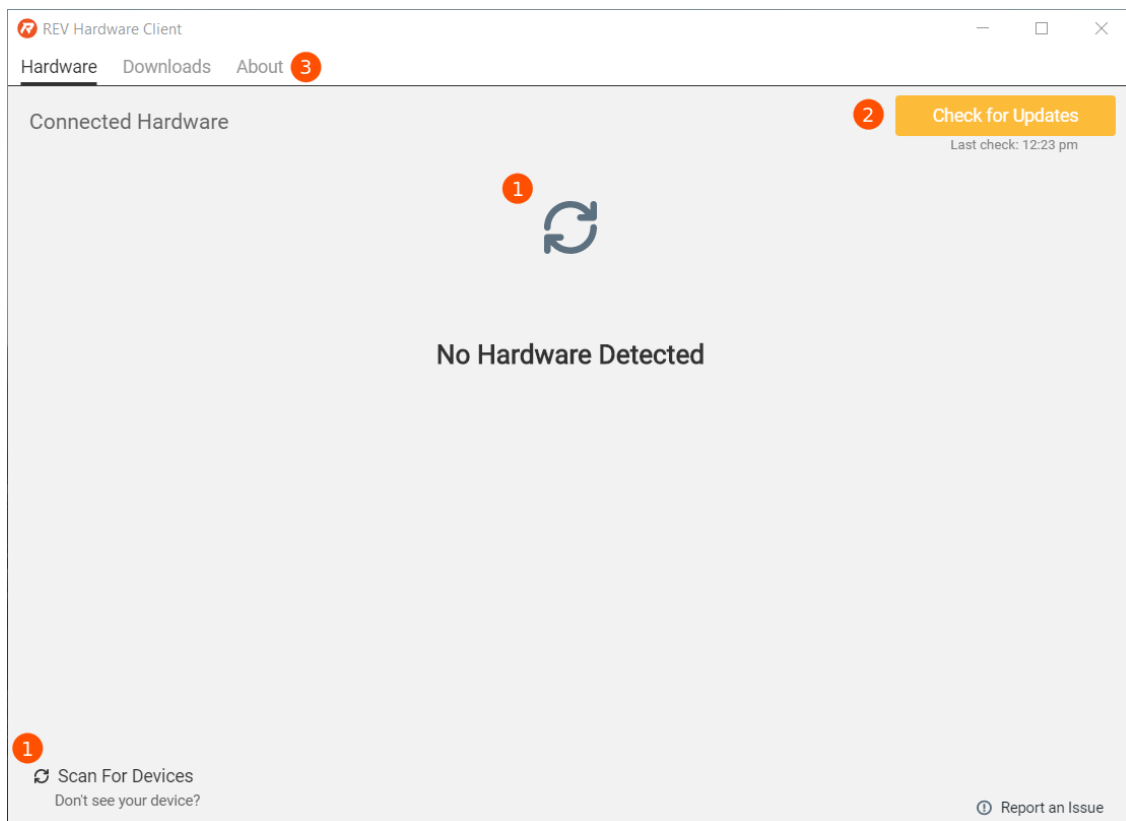 REV Hardware Client
Hardware Downloads About 3
Connected Hardware
2 Check for Updates
Last check: 12:23 pm
1
No Hardware Detected
1
Scan For Devices
Don't see your device?
Report an Issue